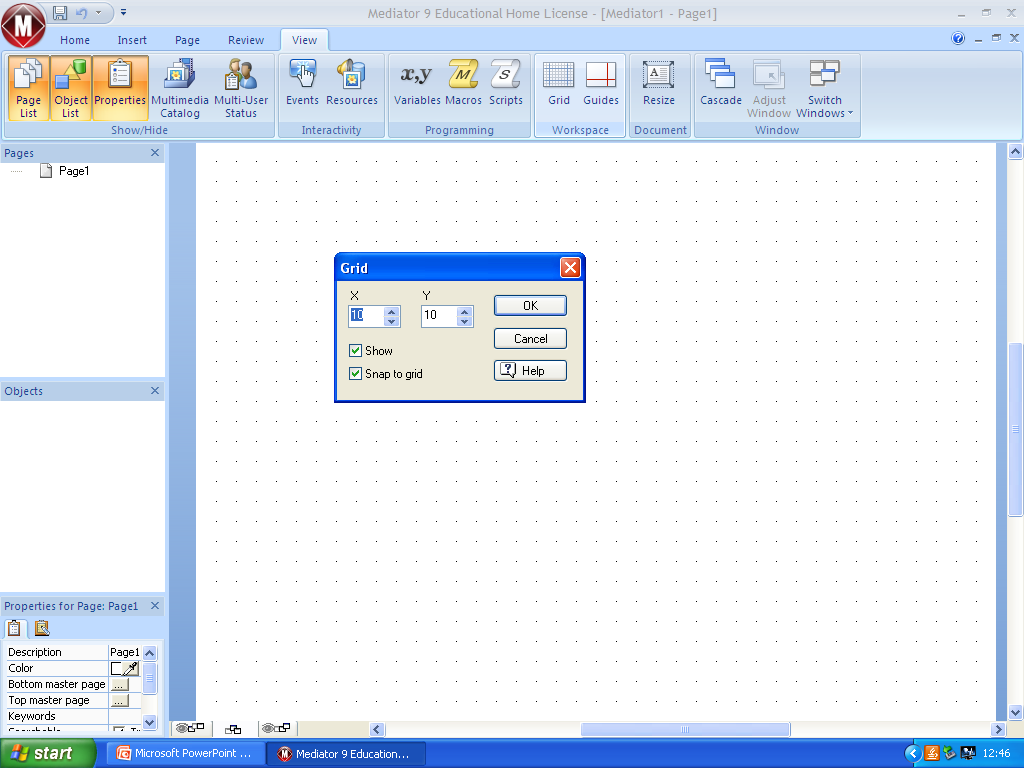 Mediator 9 Educational Home License - [Mediator1 - Page1]
M
Home Insert Page Review View
Page List
Object List
Properties
Multimedia Catalog
Multi-User Status
Events
Resources
x,y
Variables
M
Macros
S
Scripts
Grid
Guides
A
Resize
Cascade
Adjust Window
Switch Windows
Show/Hide
Interactivity
Programming
Workspace
Document
Window
Pages
Page1
Grid
X Y
10 10
OK
Show
Cancel
Snap to grid
Help
Objects
Properties for Page: Page1
Description Page1
Color
Bottom master page ...
Top master page ...
Keywords
start
Microsoft PowerPoint ...
Mediator 9 Education...
12:46